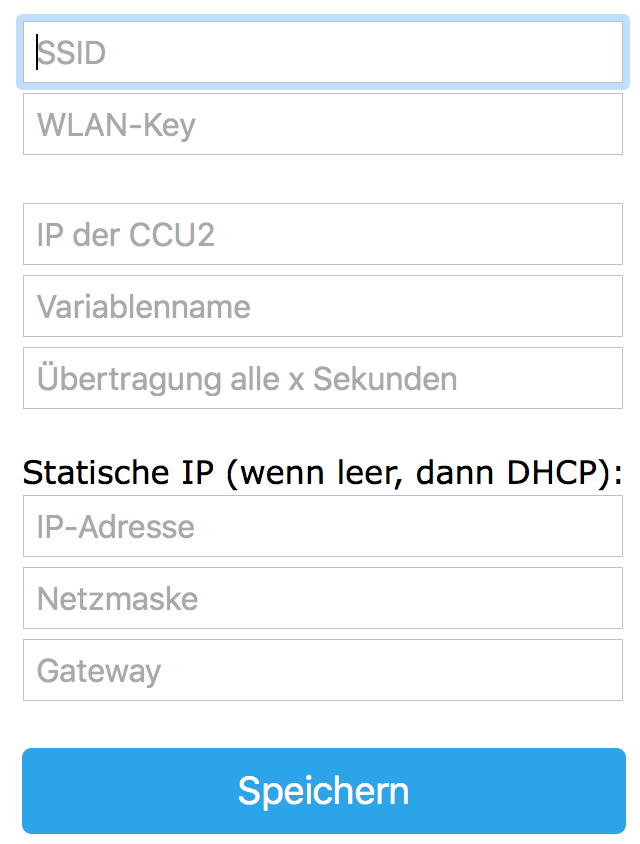 SSID
WLAN-Key
IP der CCU2
Variablenname
Übertragung alle x Sekunden
Statische IP (wenn leer, dann DHCP):
IP-Adresse
Netzmaske
Gateway
Speichern